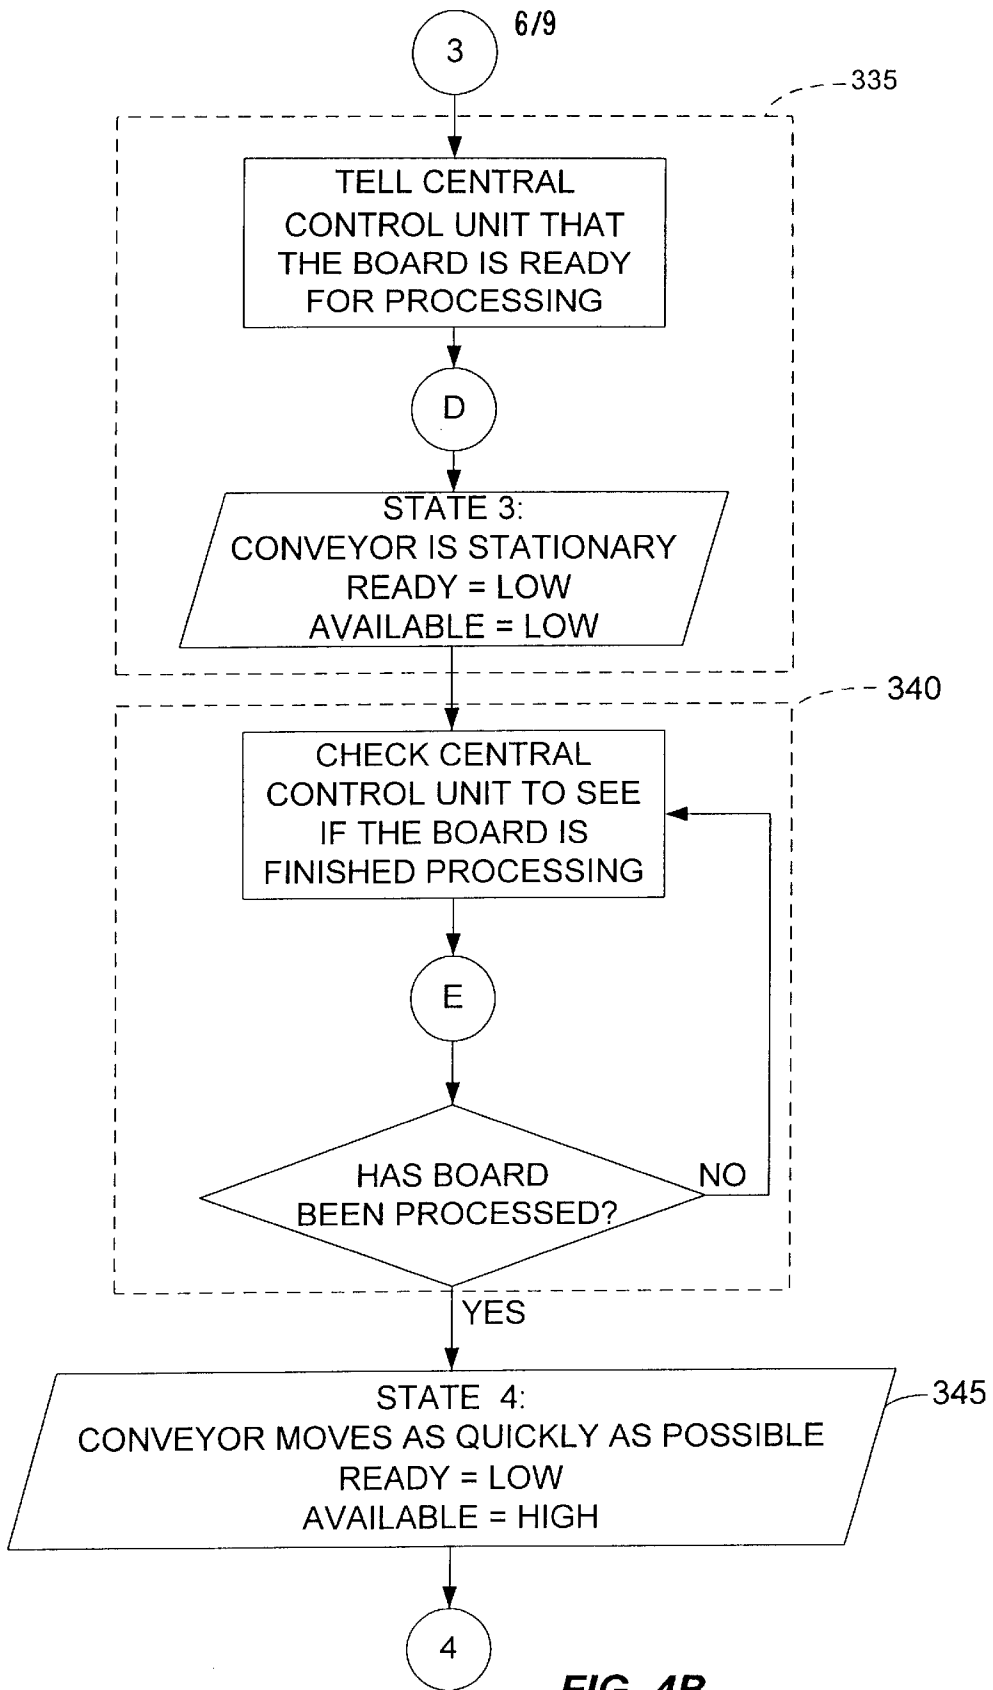 6/9
3
335
TELL CENTRAL
CONTROL UNIT THAT
THE BOARD IS READY
FOR PROCESSING
D
STATE 3:
CONVEYOR IS STATIONARY
READY = LOW
AVAILABLE = LOW
340
CHECK CENTRAL
CONTROL UNIT TO SEE
IF THE BOARD IS
FINISHED PROCESSING
E
HAS BOARD
BEEN PROCESSED?
NO
YES
STATE 4:
CONVEYOR MOVES AS QUICKLY AS POSSIBLE
READY = LOW
AVAILABLE = HIGH
345
4
FIG. 4B